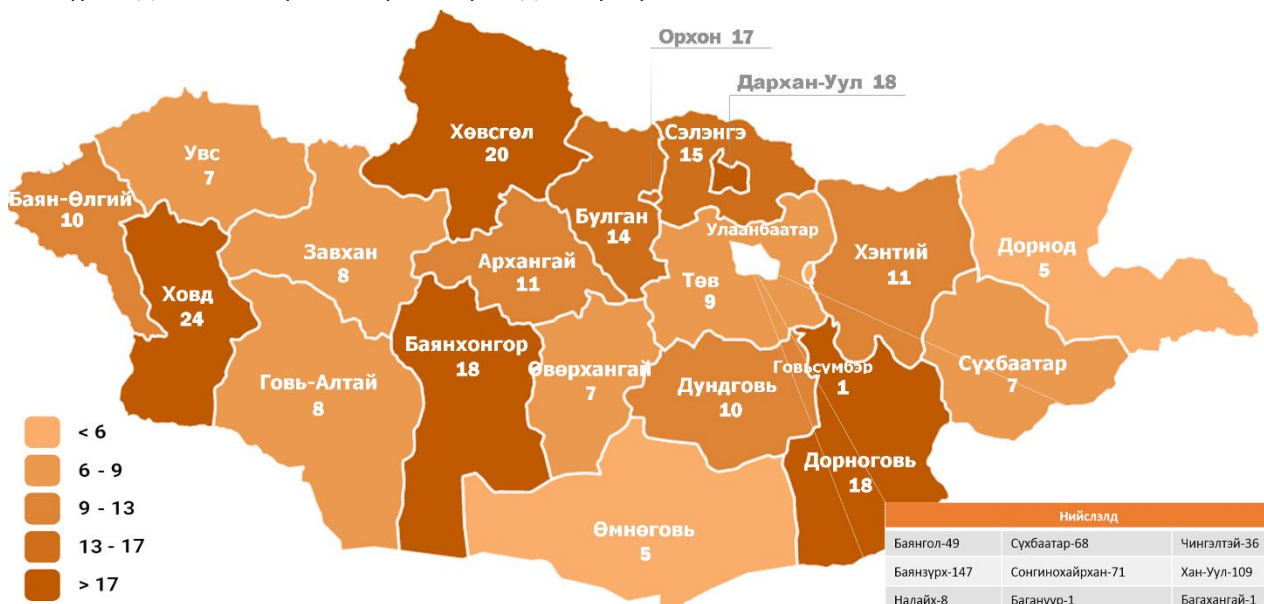 Орхон 17
Дархан-Уул 18
Хөвсгөл
20
Сэлэнгэ
15
Увс
7
Баян-Өлгий
10
Булган
14
Улаанбаатар
Завхан
8
Архангай
11
Хэнтий
11
Дорнод
5
Төв
9
Ховд
24
Баянхонгор
18
Говь-Алтай
8
Өвөрхангай
7
Дундговь
10
Говьсүмбэр
1
Сүхбаатар
7
Дорноговь
18
Өмнөговь
5
< 6
6 - 9
9 - 13
13 - 17
> 17
Нийслэлд
Баянгол-49 Сүхбаатар-68 Чингэлтэй-36
Баянзүрх-147 Сонгинохайрхан-71 Хан-Уул-109
Налайх-8 Багануур-1 Багахангай-1